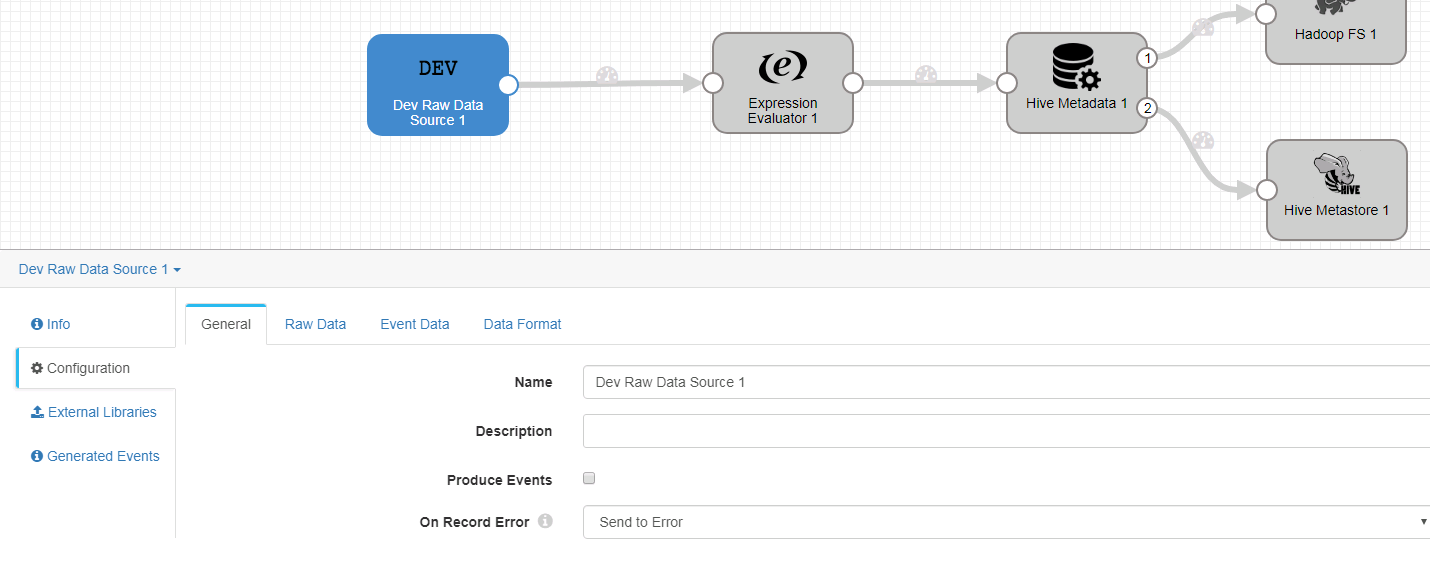 Hadoop FS 1
DEV
Dev Raw Data
Source 1
Expression
Evaluator 1
Hive Metadata 1
1
2
HIVE
Hive Metastore 1
Dev Raw Data Source 1
Info
Configuration
External Libraries
Generated Events
General
Raw Data
Event Data
Data Format
Name
Dev Raw Data Source 1
Description
Produce Events
On Record Error
Send to Error